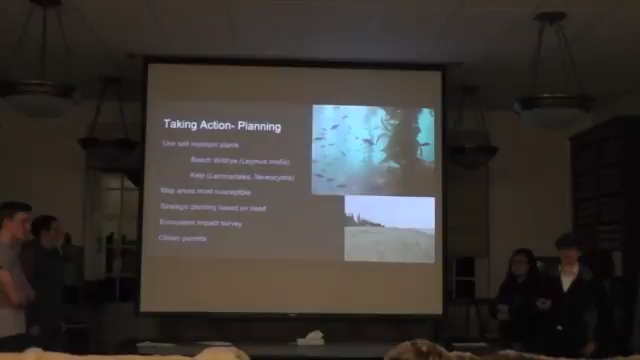 Taking Action- Planning
Use salt resistant plants
Beach Wildrye (Leymus mollis)
Kelp (Laminariales, Nereocystis)
Map areas most susceptible
Strategic planting based on need
Ecosystem impact survey
Obtain permits